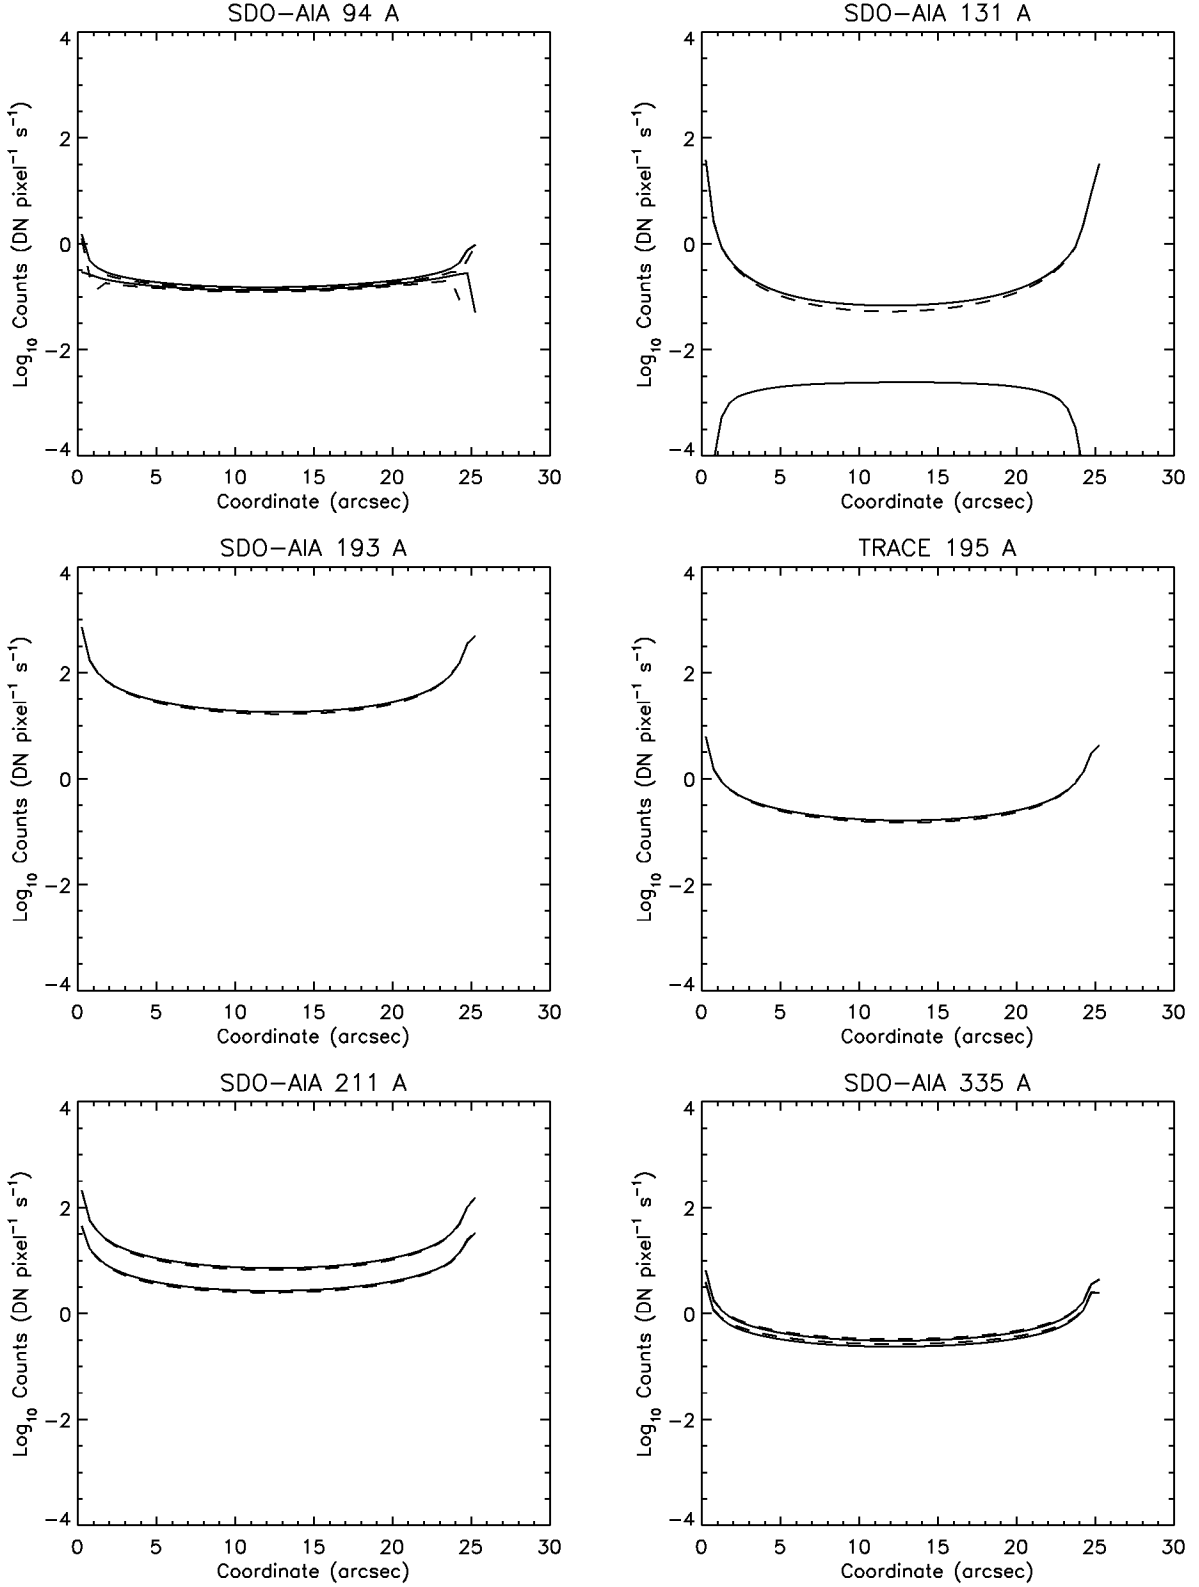 SDO−AIA 94 A
4
2
0
−2
−4
Log10 Counts (DN pixel−1 s−1)
0 5 10 15 20 25 30
Coordinate (arcsec)
SDO−AIA 131 A
4
2
0
−2
−4
Log10 Counts (DN pixel−1 s−1)
0 5 10 15 20 25 30
Coordinate (arcsec)
SDO−AIA 193 A
4
2
0
−2
−4
Log10 Counts (DN pixel−1 s−1)
0 5 10 15 20 25 30
Coordinate (arcsec)
TRACE 195 A
4
2
0
−2
−4
Log10 Counts (DN pixel−1 s−1)
0 5 10 15 20 25 30
Coordinate (arcsec)
SDO−AIA 211 A
4
2
0
−2
−4
Log10 Counts (DN pixel−1 s−1)
0 5 10 15 20 25 30
Coordinate (arcsec)
SDO−AIA 335 A
4
2
0
−2
−4
Log10 Counts (DN pixel−1 s−1)
0 5 10 15 20 25 30
Coordinate (arcsec)